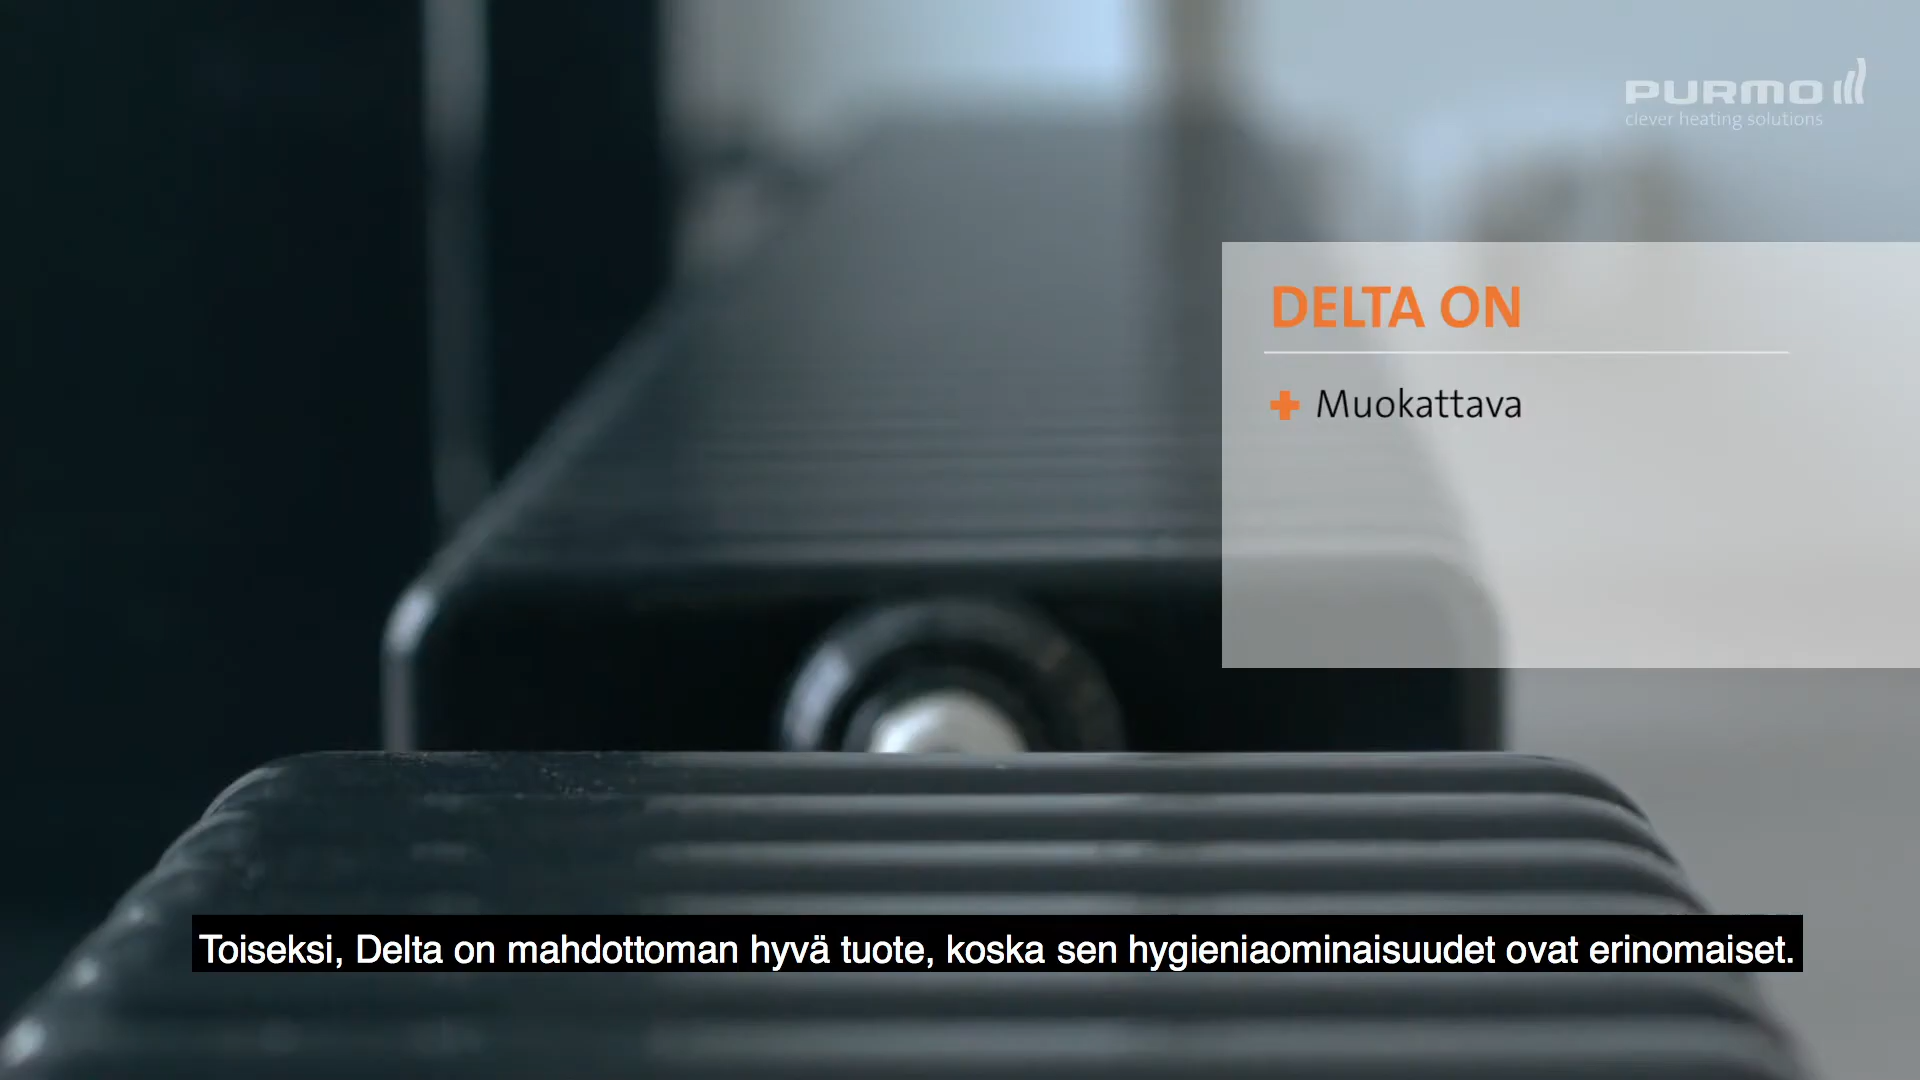 PURMO
clever heating solutions
DELTA ON
Muokattava
Toiseksi, Delta on mahdottoman hyvä tuote, koska sen hygieniaominaisuudet ovat erinomaiset.